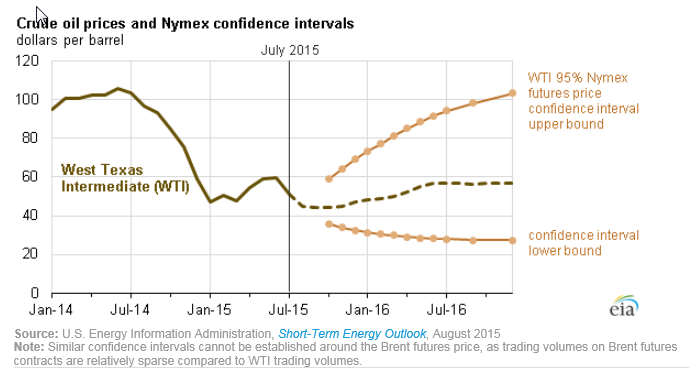 Crude oil prices and Nymex confidence intervals
dollars per barrel
July 2015
120
100
80
60
40
20
0
WTI 95% Nymex
futures price
confidence interval
upper bound
West Texas
Intermediate (WTI)
confidence interval
lower bound
Jan-14
Jul-14
Jan-15
Jul-15
Jan-16
Jul-16
eia
Source: U.S. Energy Information Administration, Short-Term Energy Outlook, August 2015
Note: Similar confidence intervals cannot be established around the Brent futures price, as trading volumes on Brent futures
contracts are relatively sparse compared to WTI trading volumes.